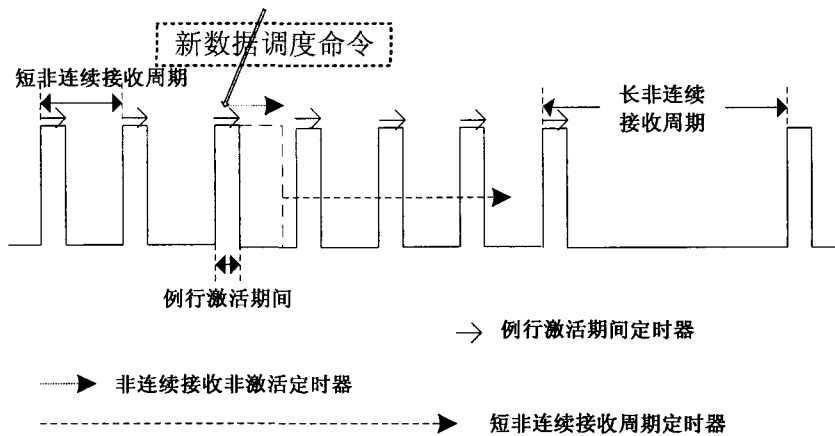 新数据调度命令
短非连续接收周期
长非连续
接收周期
例行激活期间
例行激活期间定时器
非连续接收非激活定时器
短非连续接收周期定时器